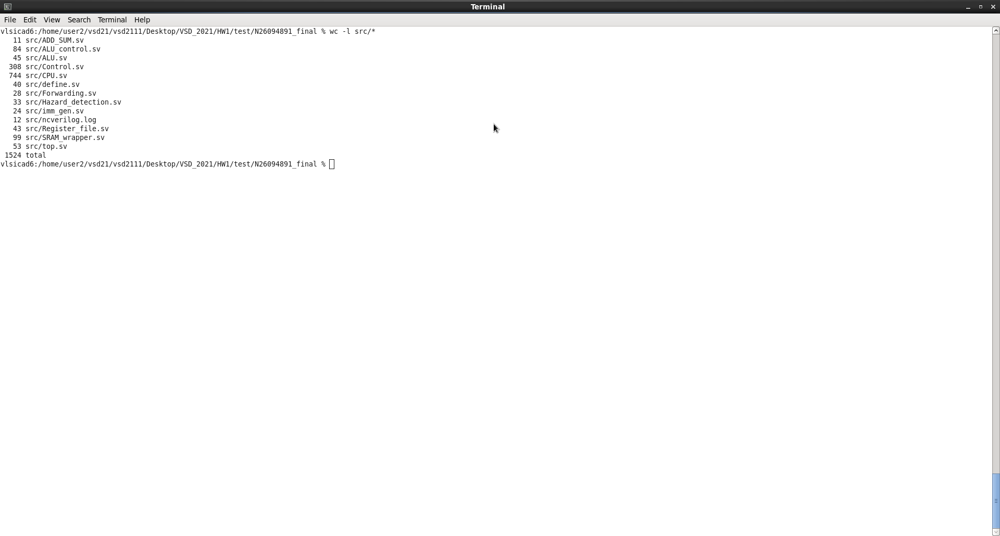 Terminal
File Edit View Search Terminal Help
vlsicad6:/home/user2/vsd21/vsd2111/Desktop/VSD_2021/HW1/test/N26094891_final % wc -l src/*
11 src/ADD_SUM.sv
84 src/ALU_control.sv
45 src/ALU.sv
308 src/Control.sv
744 src/CPU.sv
40 src/define.sv
28 src/Forwarding.sv
33 src/Hazard_detection.sv
24 src/imm_gen.sv
12 src/ncverilog.log
43 src/Register_file.sv
99 src/SRAM_wrapper.sv
53 src/top.sv
1524 total
vlsicad6:/home/user2/vsd21/vsd2111/Desktop/VSD_2021/HW1/test/N26094891_final %